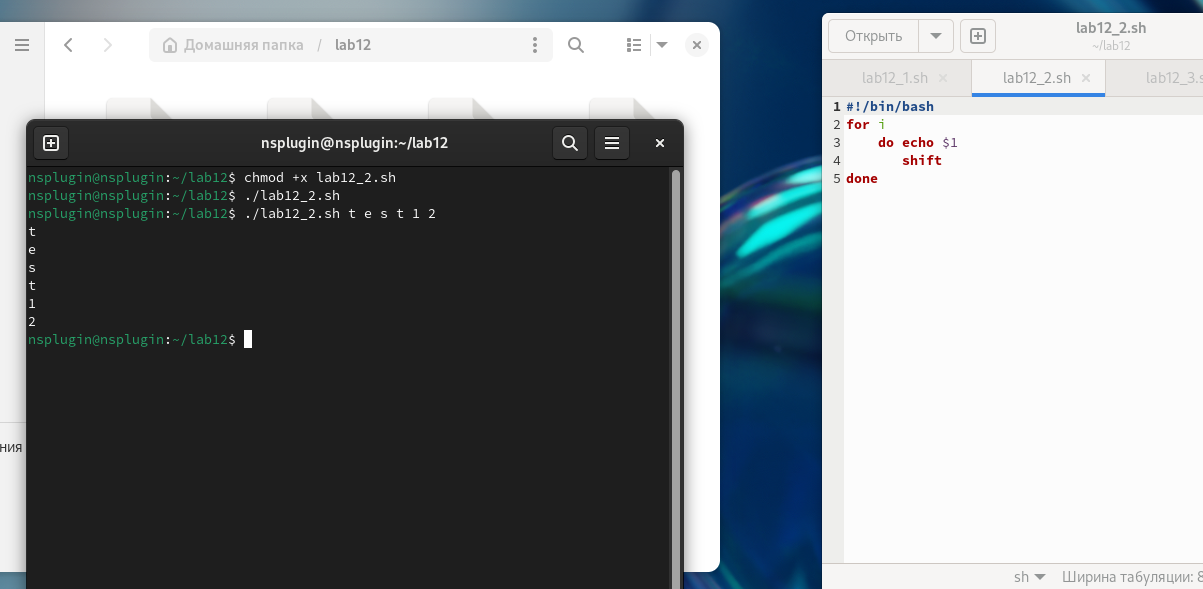 Домашняя папка / lab12
ния
nsplugin@nsplugin:~/lab12
nsplugin@nsplugin:~/lab12$ chmod +x lab12_2.sh
nsplugin@nsplugin:~/lab12$ ./lab12_2.sh
nsplugin@nsplugin:~/lab12$ ./lab12_2.sh t e s t 1 2
t
e
s
t
1
2
nsplugin@nsplugin:~/lab12$
Открыть
lab12_2.sh
~/lab12
lab12_1.sh
lab12_2.sh
lab12_3.s
1 #!/bin/bash
2 for i
3 do echo $1
4 shift
5 done
sh
Ширина табуляции: 8